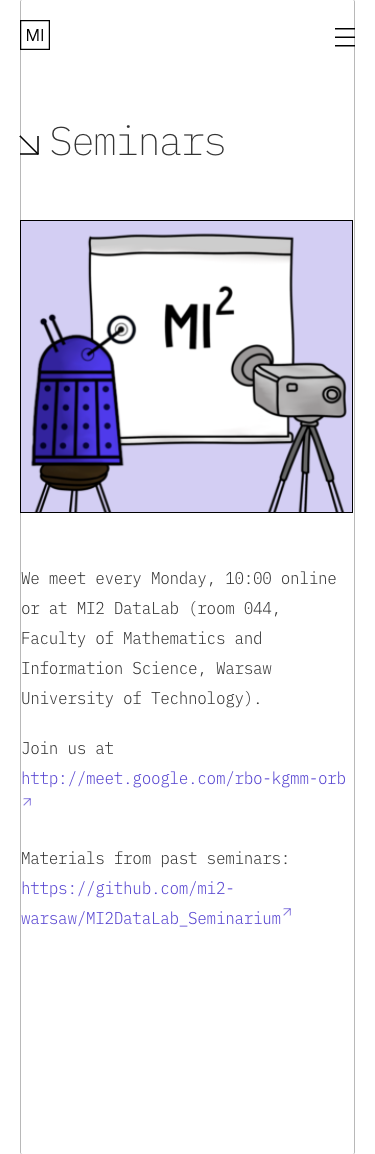 MI
Seminars
MI²
We meet every Monday, 10:00 online
or at MI2 DataLab (room 044,
Faculty of Mathematics and
Information Science, Warsaw
University of Technology).
Join us at
http://meet.google.com/rbo-kgmm-orb
Materials from past seminars:
https://github.com/mi2-
warsaw/MI2DataLab_Seminarium